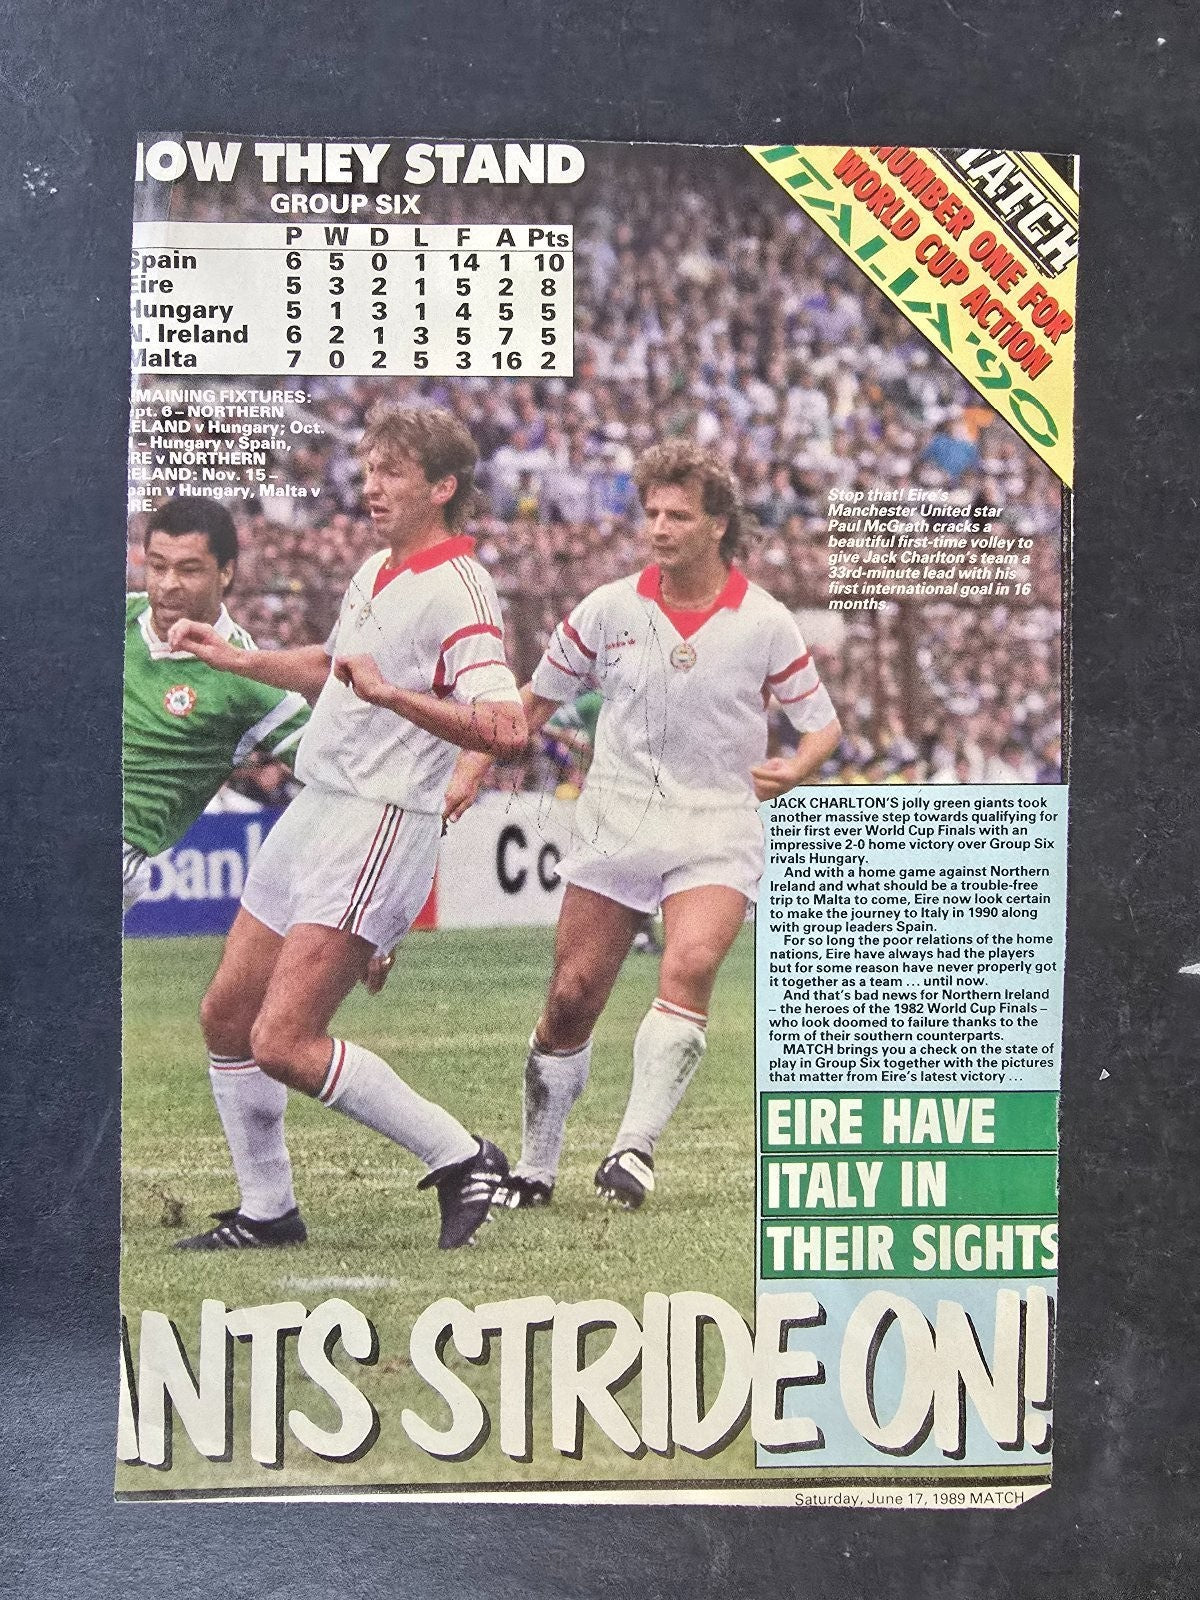 HOW THEY STAND
GROUP SIX
P W D L F A Pts
Spain 6 5 0 1 14 1 10
Eire 5 3 2 1 5 2 8
Hungary 5 1 3 1 4 5 5
N. Ireland 6 2 1 3 5 7 5
Malta 7 0 2 5 3 16 2
MAINING FIXTURES:
pt. 6 – NORTHERN
ELAND v Hungary; Oct.
– Hungary v Spain,
RE v NORTHERN
ELAND: Nov. 15 –
pain v Hungary, Malta v
RE.
MATCH
NUMBER ONE FOR
WORLD CUP ACTION
ITALIA '90
Stop that! Eire's
Manchester United star
Paul McGrath cracks a
beautiful first-time volley to
give Jack Charlton's team a
33rd-minute lead with his
first international goal in 16
months.
ban
Co
JACK CHARLTON'S jolly green giants took
another massive step towards qualifying for
their first ever World Cup Finals with an
impressive 2-0 home victory over Group Six
rivals Hungary.
And with a home game against Northern
Ireland and what should be a trouble-free
trip to Malta to come, Eire now look certain
to make the journey to Italy in 1990 along
with group leaders Spain.
For so long the poor relations of the home
nations, Eire have always had the players
but for some reason have never properly got
it together as a team ... until now.
And that's bad news for Northern Ireland
– the heroes of the 1982 World Cup Finals –
who look doomed to failure thanks to the
form of their southern counterparts.
MATCH brings you a check on the state of
play in Group Six together with the pictures
that matter from Eire's latest victory ...
EIRE HAVE
ITALY IN
THEIR SIGHTS
ANTS STRIDE ON!
Saturday, June 17, 1989 MATCH